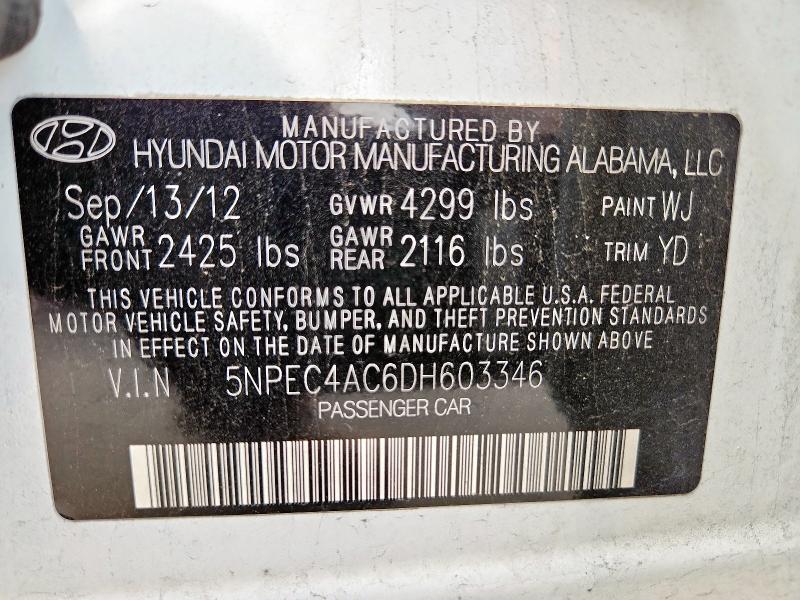 MANUFACTURED BY
HYUNDAI MOTOR MANUFACTURING ALABAMA, LLC
Sep/13/12 GVWR 4299 lbs PAINT WJ
GAWR FRONT 2425 lbs GAWR REAR 2116 lbs TRIM YD
THIS VEHICLE CONFORMS TO ALL APPLICABLE U.S.A. FEDERAL
MOTOR VEHICLE SAFETY, BUMPER, AND THEFT PREVENTION STANDARDS
IN EFFECT ON THE DATE OF MANUFACTURE SHOWN ABOVE
V.I.N 5NPEC4AC6DH603346
PASSENGER CAR